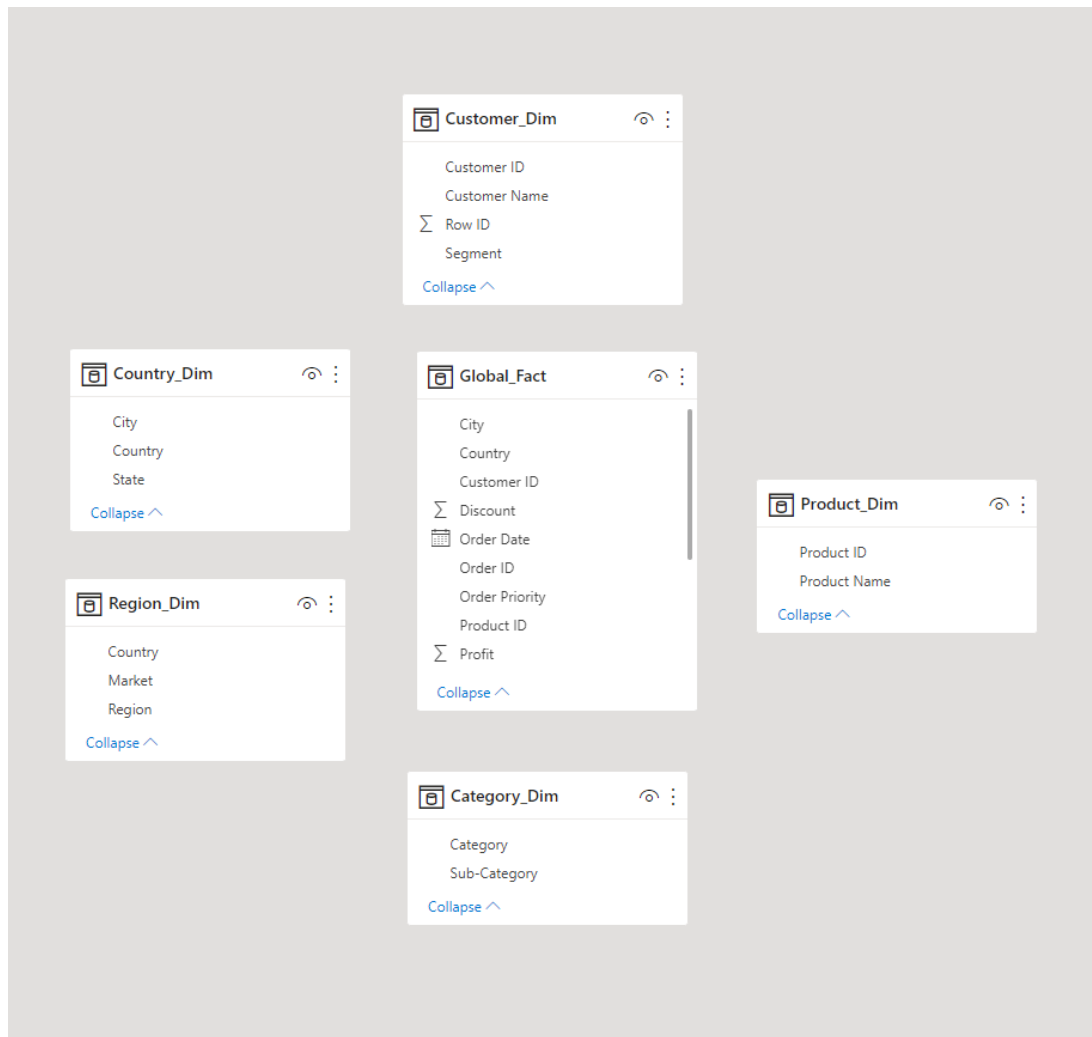 Customer_Dim
Customer ID
Customer Name
Row ID
Segment
Collapse
Country_Dim
City
Country
State
Collapse
Global_Fact
City
Country
Customer ID
Discount
Order Date
Order ID
Order Priority
Product ID
Profit
Collapse
Product_Dim
Product ID
Product Name
Collapse
Region_Dim
Country
Market
Region
Collapse
Category_Dim
Category
Sub-Category
Collapse